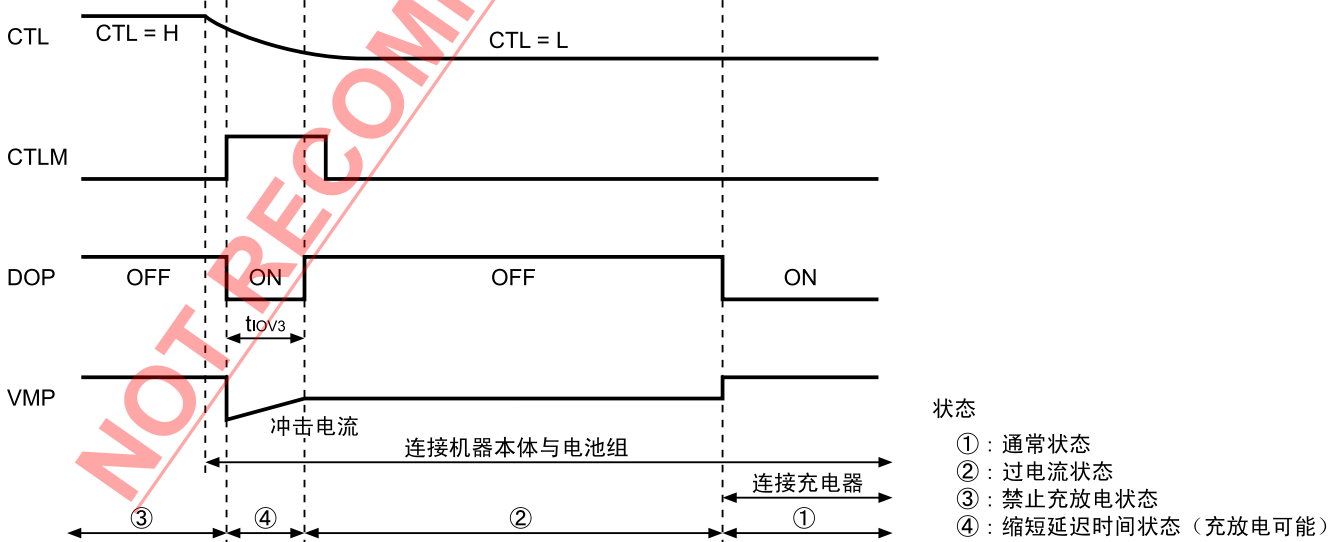 CTL
CTL = H
CTL = L
CTLM
DOP
OFF
ON
OFF
ON
tIOV3
VMP
冲击电流
连接机器本体与电池组
连接充电器
③
④
②
①
状态
①：通常状态
②：过电流状态
③：禁止充放电状态
④：缩短延迟时间状态（充放电可能）
NOT RECOM